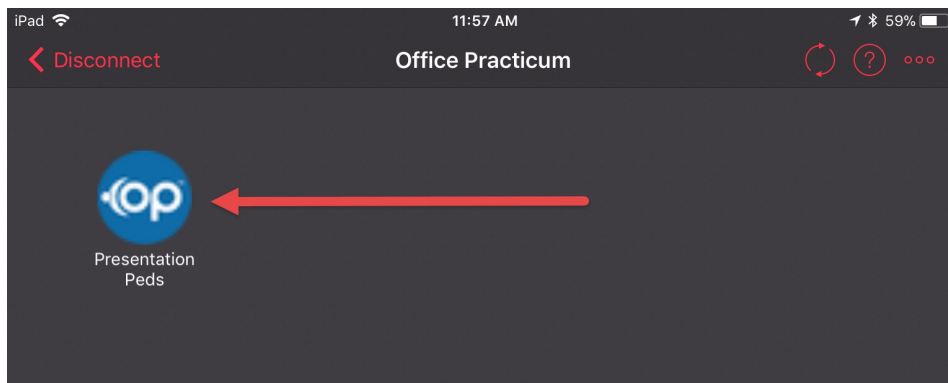 iPad 11:57 AM 59%
Disconnect Office Practicum ?
op
Presentation
Peds